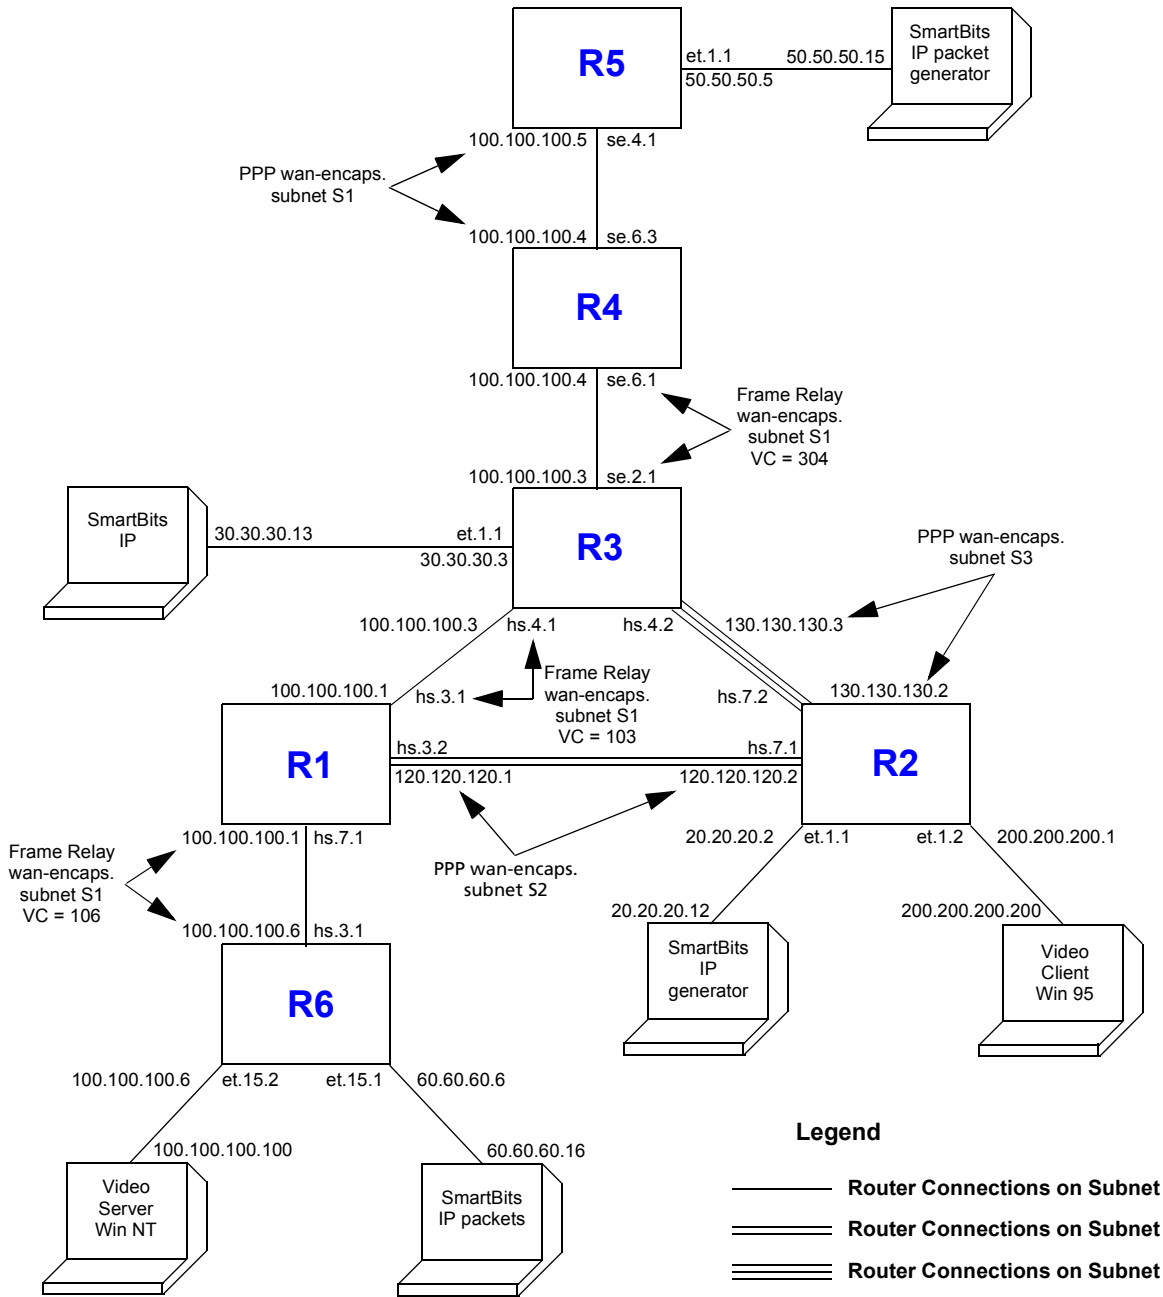 R5
et.1.1
50.50.50.5
50.50.50.15
SmartBits
IP packet
generator
100.100.100.5
se.4.1
PPP wan-encaps.
subnet S1
100.100.100.4
se.6.3
R4
100.100.100.4
se.6.1
Frame Relay
wan-encaps.
subnet S1
VC = 304
100.100.100.3
se.2.1
SmartBits
IP
30.30.30.13
et.1.1
30.30.30.3
R3
PPP wan-encaps.
subnet S3
100.100.100.3
hs.4.1
hs.4.2
130.130.130.3
100.100.100.1
hs.3.1
Frame Relay
wan-encaps.
subnet S1
VC = 103
hs.7.2
130.130.130.2
R1
hs.3.2
120.120.120.1
hs.7.1
120.120.120.2
R2
100.100.100.1
hs.7.1
Frame Relay
wan-encaps.
subnet S1
VC = 106
PPP wan-encaps.
subnet S2
20.20.20.2
et.1.1
et.1.2
200.200.200.1
100.100.100.6
hs.3.1
20.20.20.12
SmartBits
IP
generator
200.200.200.200
Video
Client
Win 95
R6
100.100.100.6
et.15.2
et.15.1
60.60.60.6
100.100.100.100
Video
Server
Win NT
60.60.60.16
SmartBits
IP packets
Legend
Router Connections on Subnet
Router Connections on Subnet
Router Connections on Subnet